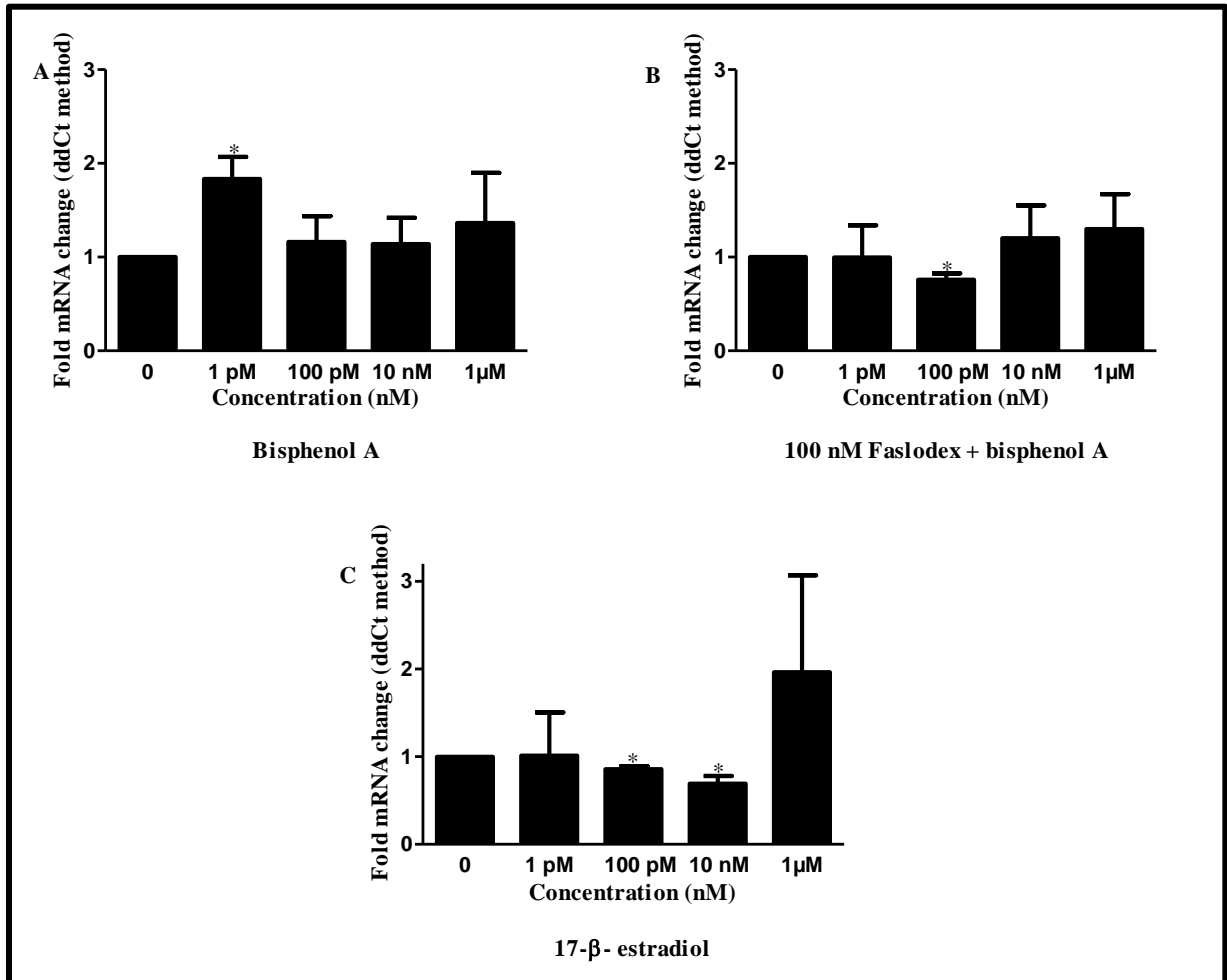 A
Fold mRNA change (ddCt method)
3
2
1
0
*
0 1 pM 100 pM 10 nM 1µM
Concentration (nM)
Bisphenol A
B
Fold mRNA change (ddCt method)
3
2
1
0
*
0 1 pM 100 pM 10 nM 1µM
Concentration (nM)
100 nM Faslodex + bisphenol A
C
Fold mRNA change (ddCt method)
3
2
1
0
* *
0 1 pM 100 pM 10 nM 1µM
Concentration (nM)
17-β- estradiol